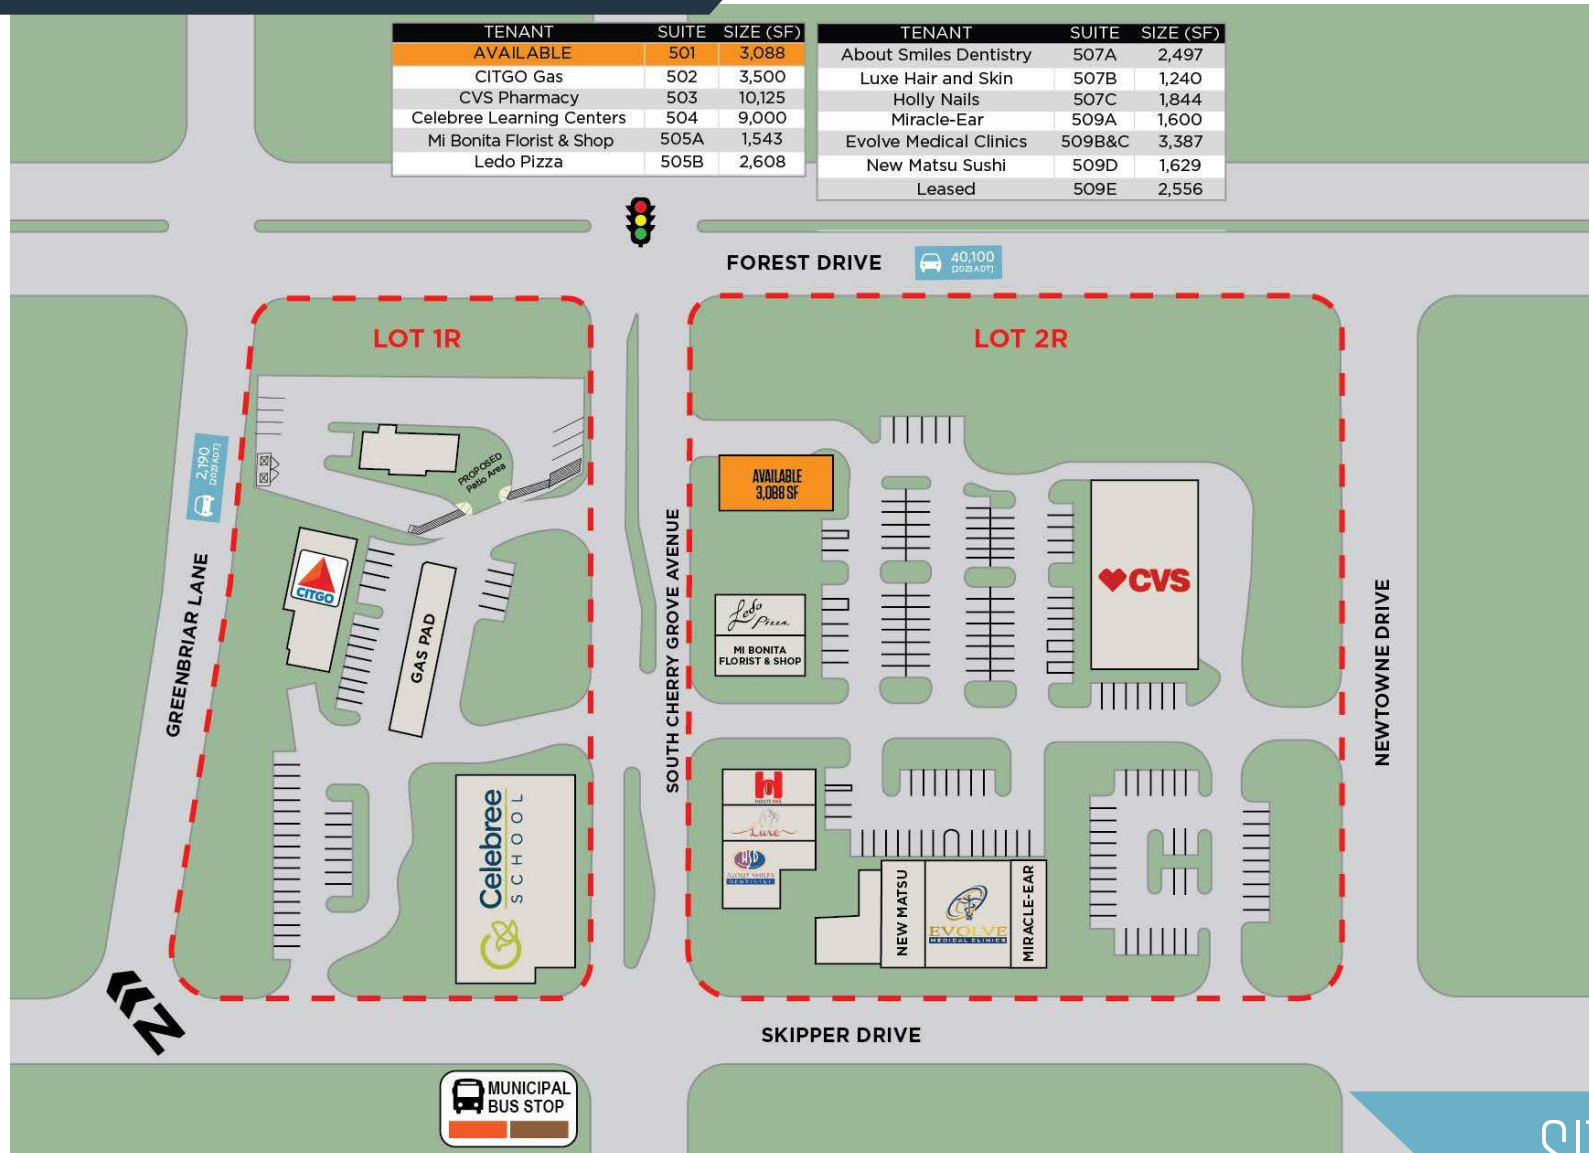 TENANT SUITE SIZE (SF)
AVAILABLE 501 3,088
CITGO Gas 502 3,500
CVS Pharmacy 503 10,125
Celebree Learning Centers 504 9,000
Mi Bonita Florist & Shop 505A 1,543
Ledo Pizza 505B 2,608
TENANT SUITE SIZE (SF)
About Smiles Dentistry 507A 2,497
Luxe Hair and Skin 507B 1,240
Holly Nails 507C 1,844
Miracle-Ear 509A 1,600
Evolve Medical Clinics 509B&C 3,387
New Matsu Sushi 509D 1,629
Leased 509E 2,556
FOREST DRIVE
40,100
[2023 ADT]
LOT 1R
LOT 2R
2,190
[2023 ADT]
PROPOSED
Patio Area
AVAILABLE
3,088 SF
CITGO
GAS PAD
GREENBRIAR LANE
SOUTH CHERRY GROVE AVENUE
Ledo
Pizza
MI BONITA
FLORIST & SHOP
CVS
NEWTOWNE DRIVE
Celebree
SCHOOL
H
Luxe
ASD
ABOUT SMILES
DENTISTRY
NEW MATSU
EVOLVE
MEDICAL CLINICS
MIRACLE-EAR
N
SKIPPER DRIVE
MUNICIPAL
BUS STOP